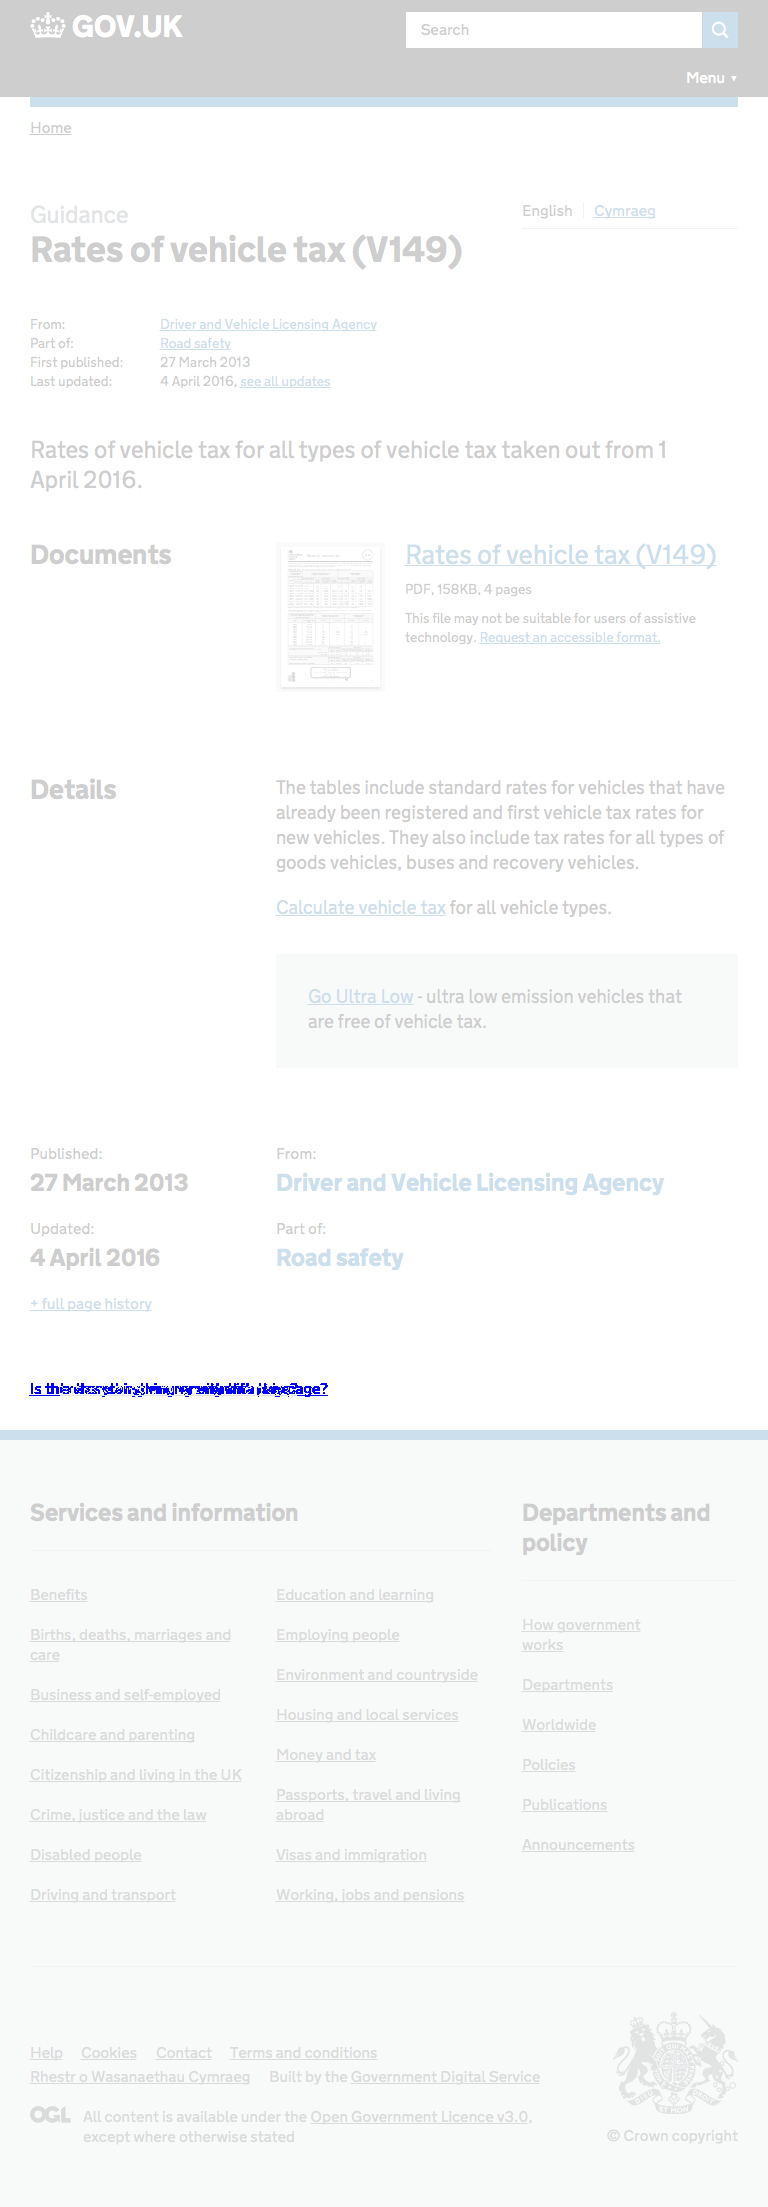 GOV.UK
Search
Menu ▼
Home
Guidance
English Cymraeg
Rates of vehicle tax (V149)
From: Driver and Vehicle Licensing Agency
Part of: Road safety
First published: 27 March 2013
Last updated: 4 April 2016, see all updates
Rates of vehicle tax for all types of vehicle tax taken out from 1
April 2016.
Documents
Rates of vehicle tax (V149)
PDF, 158KB, 4 pages
This file may not be suitable for users of assistive
technology. Request an accessible format.
Details
The tables include standard rates for vehicles that have
already been registered and first vehicle tax rates for
new vehicles. They also include tax rates for all types of
goods vehicles, buses and recovery vehicles.
Calculate vehicle tax for all vehicle types.
Go Ultra Low - ultra low emission vehicles that
are free of vehicle tax.
Published:
27 March 2013
From:
Driver and Vehicle Licensing Agency
Updated:
4 April 2016
Part of:
Road safety
+ full page history
Services and information
Benefits
Births, deaths, marriages and
care
Business and self-employed
Childcare and parenting
Citizenship and living in the UK
Crime, justice and the law
Disabled people
Driving and transport
Education and learning
Employing people
Environment and countryside
Housing and local services
Money and tax
Passports, travel and living
abroad
Visas and immigration
Working, jobs and pensions
Departments and
policy
How government
works
Departments
Worldwide
Policies
Publications
Announcements
Help Cookies Contact Terms and conditions
Rhestr o Wasanaethau Cymraeg Built by the Government Digital Service
OGL All content is available under the Open Government Licence v3.0,
except where otherwise stated
© Crown copyright